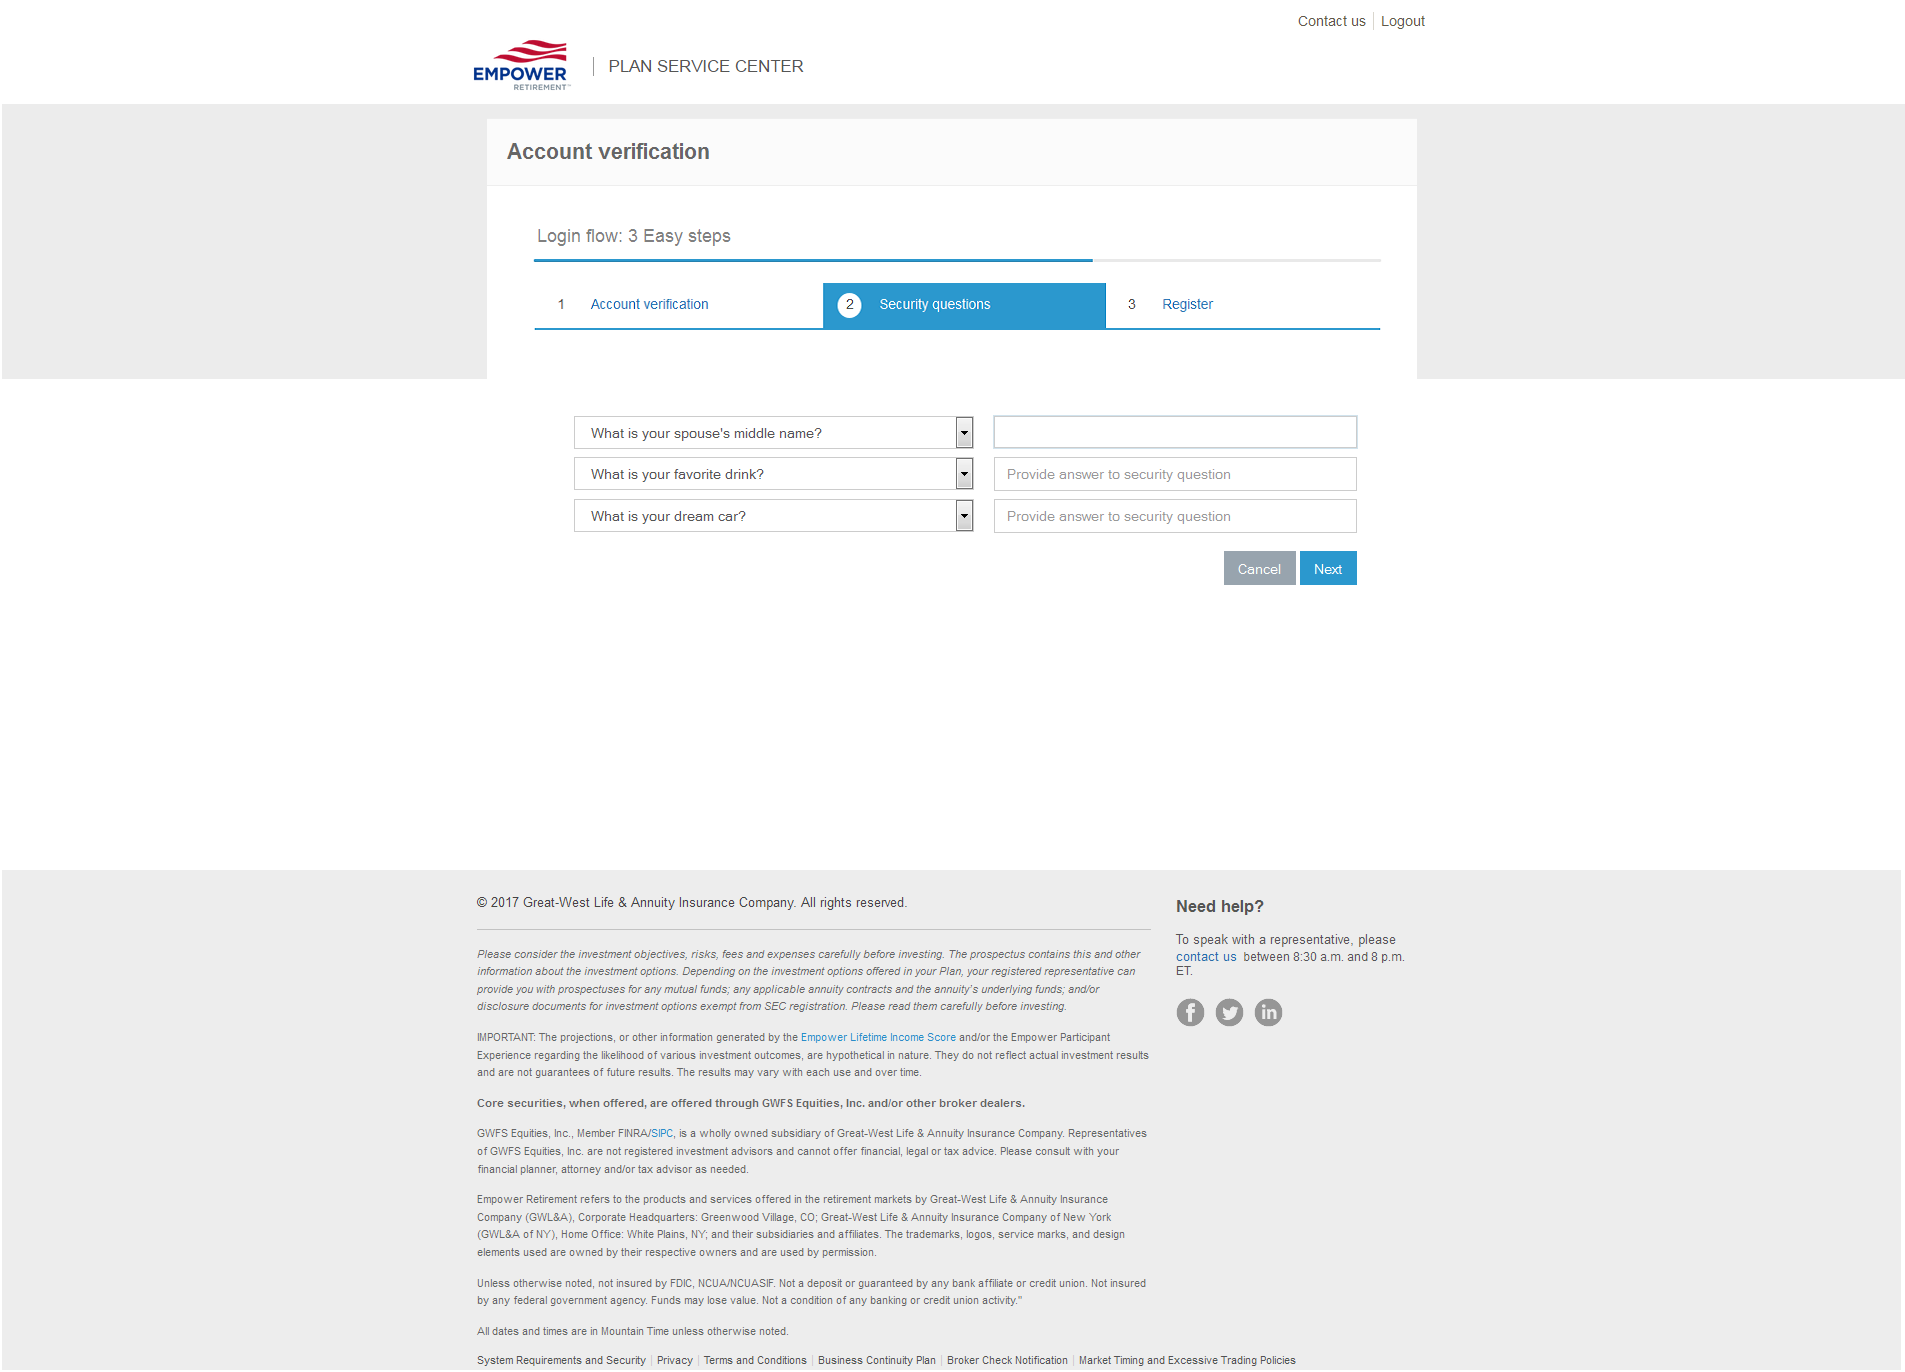 Contact us Logout
EMPOWER
RETIREMENT™
PLAN SERVICE CENTER
Account verification
Login flow: 3 Easy steps
1 Account verification 2 Security questions 3 Register
What is your spouse's middle name?
What is your favorite drink? Provide answer to security question
What is your dream car? Provide answer to security question
Cancel Next
© 2017 Great-West Life & Annuity Insurance Company. All rights reserved.
Please consider the investment objectives, risks, fees and expenses carefully before investing. The prospectus contains this and other
information about the investment options. Depending on the investment options offered in your Plan, your registered representative can
provide you with prospectuses for any mutual funds; any applicable annuity contracts and the annuity's underlying funds; and/or
disclosure documents for investment options exempt from SEC registration. Please read them carefully before investing.
IMPORTANT: The projections, or other information generated by the Empower Lifetime Income Score and/or the Empower Participant
Experience regarding the likelihood of various investment outcomes, are hypothetical in nature. They do not reflect actual investment results
and are not guarantees of future results. The results may vary with each use and over time.
Core securities, when offered, are offered through GWFS Equities, Inc. and/or other broker dealers.
GWFS Equities, Inc., Member FINRA/SIPC, is a wholly owned subsidiary of Great-West Life & Annuity Insurance Company. Representatives
of GWFS Equities, Inc. are not registered investment advisors and cannot offer financial, legal or tax advice. Please consult with your
financial planner, attorney and/or tax advisor as needed.
Empower Retirement refers to the products and services offered in the retirement markets by Great-West Life & Annuity Insurance
Company (GWL&A), Corporate Headquarters: Greenwood Village, CO; Great-West Life & Annuity Insurance Company of New York
(GWL&A of NY), Home Office: White Plains, NY; and their subsidiaries and affiliates. The trademarks, logos, service marks, and design
elements used are owned by their respective owners and are used by permission.
Unless otherwise noted, not insured by FDIC, NCUA/NCUASIF. Not a deposit or guaranteed by any bank affiliate or credit union. Not insured
by any federal government agency. Funds may lose value. Not a condition of any banking or credit union activity."
All dates and times are in Mountain Time unless otherwise noted.
System Requirements and Security Privacy Terms and Conditions Business Continuity Plan Broker Check Notification Market Timing and Excessive Trading Policies
Need help?
To speak with a representative, please
contact us between 8:30 a.m. and 8 p.m.
ET.